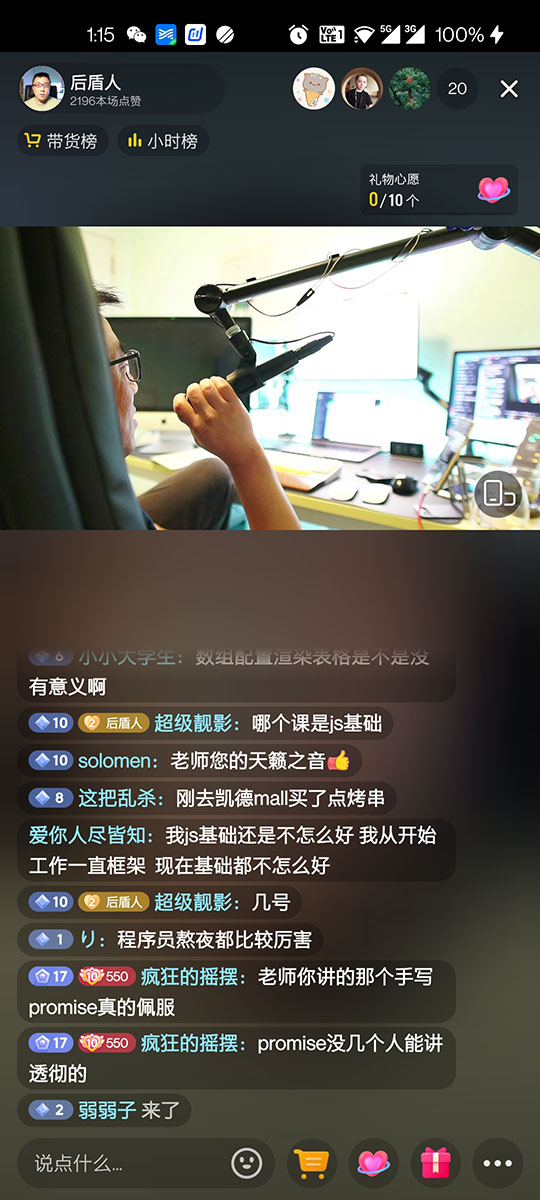 1:15
Vo LTE 1
5G
3G
100%
后盾人
2196本场点赞
20
带货榜
小时榜
礼物心愿
0/10 个
6 小小大学生：数组配置渲染表格是不是没
有意义啊
10 2 后盾人 超级靓影：哪个课是js基础
10 solomen：老师您的天籁之音👍
8 这把乱杀：刚去凯德mall买了点烤串
爱你人尽皆知：我js基础还是不怎么好 我从开始
工作一直框架 现在基础都不怎么好
10 2 后盾人 超级靓影：几号
1 り：程序员熬夜都比较厉害
17 10 550 疯狂的摇摆：老师你讲的那个手写
promise真的佩服
17 10 550 疯狂的摇摆：promise没几个人能讲
透彻的
2 弱弱子 来了
说点什么...